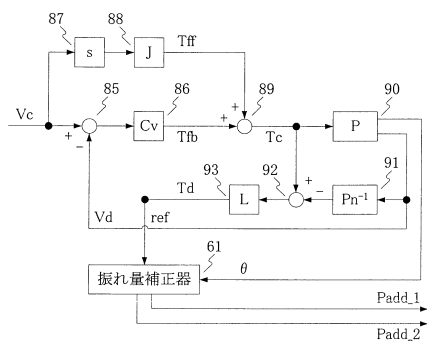 87
88
s
J
Tff
85
86
89
90
Vc
+
−
Cv
Tfb
+
+
Tc
P
93
92
91
Td
L
+
−
Pn⁻¹
Vd
ref
61
振れ量補正器
θ
Padd_1
Padd_2